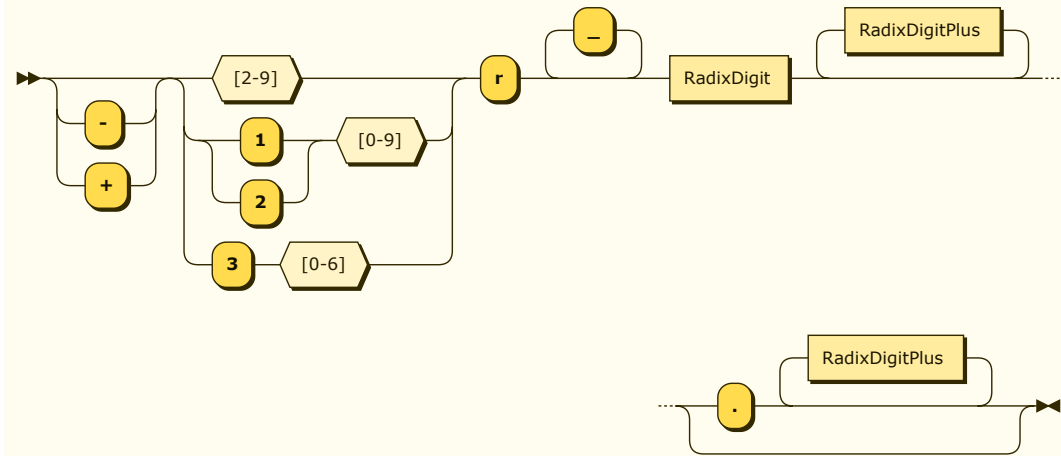 _ RadixDigitPlus
[2-9] r RadixDigit
- 1 [0-9]
+ 2
3 [0-6]
RadixDigitPlus
.